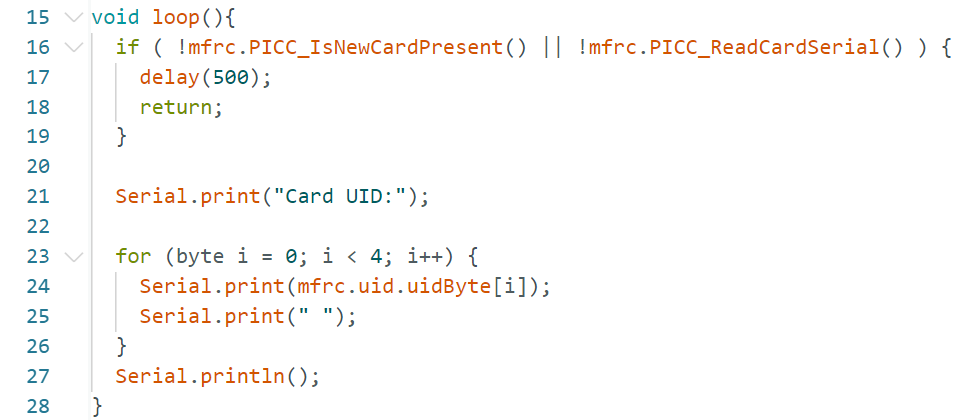 15 void loop(){
16   if ( !mfrc.PICC_IsNewCardPresent() || !mfrc.PICC_ReadCardSerial() ) {
17     delay(500);
18     return;
19   }
20
21   Serial.print("Card UID:");
22
23   for (byte i = 0; i < 4; i++) {
24     Serial.print(mfrc.uid.uidByte[i]);
25     Serial.print(" ");
26   }
27   Serial.println();
28 }